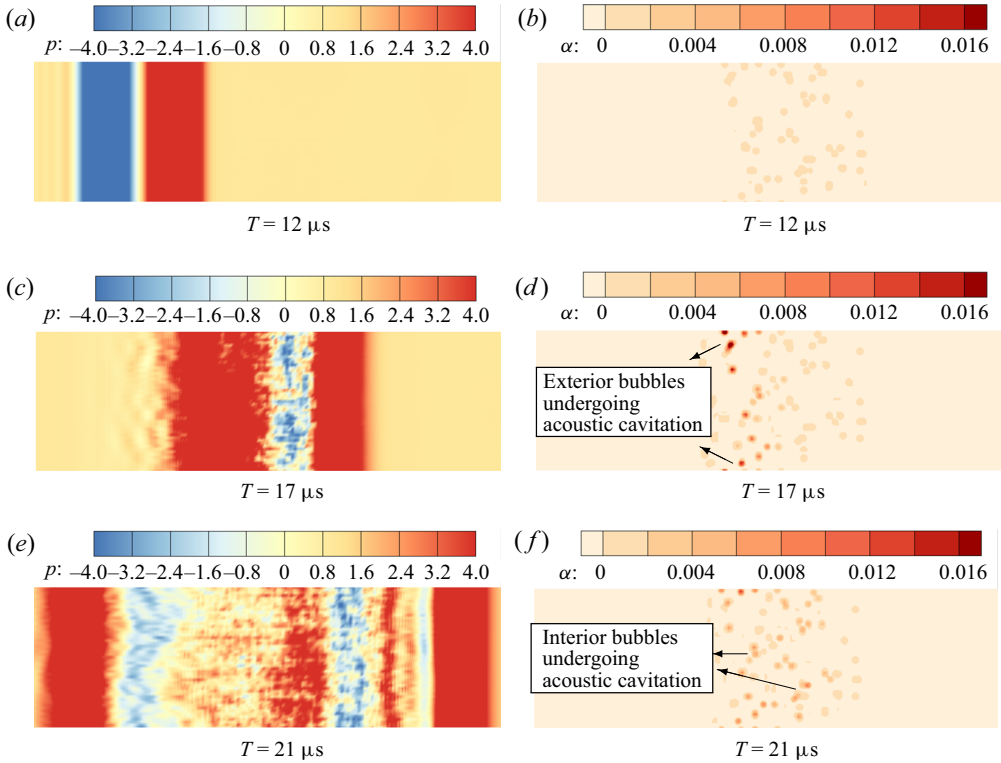 (a)
p: −4.0 −3.2 −2.4 −1.6 −0.8 0 0.8 1.6 2.4 3.2 4.0
T = 12 μs
(b)
α: 0 0.004 0.008 0.012 0.016
T = 12 μs
(c)
p: −4.0 −3.2 −2.4 −1.6 −0.8 0 0.8 1.6 2.4 3.2 4.0
T = 17 μs
(d)
α: 0 0.004 0.008 0.012 0.016
Exterior bubbles
undergoing
acoustic cavitation
T = 17 μs
(e)
p: −4.0 −3.2 −2.4 −1.6 −0.8 0 0.8 1.6 2.4 3.2 4.0
T = 21 μs
(f)
α: 0 0.004 0.008 0.012 0.016
Interior bubbles
undergoing
acoustic cavitation
T = 21 μs